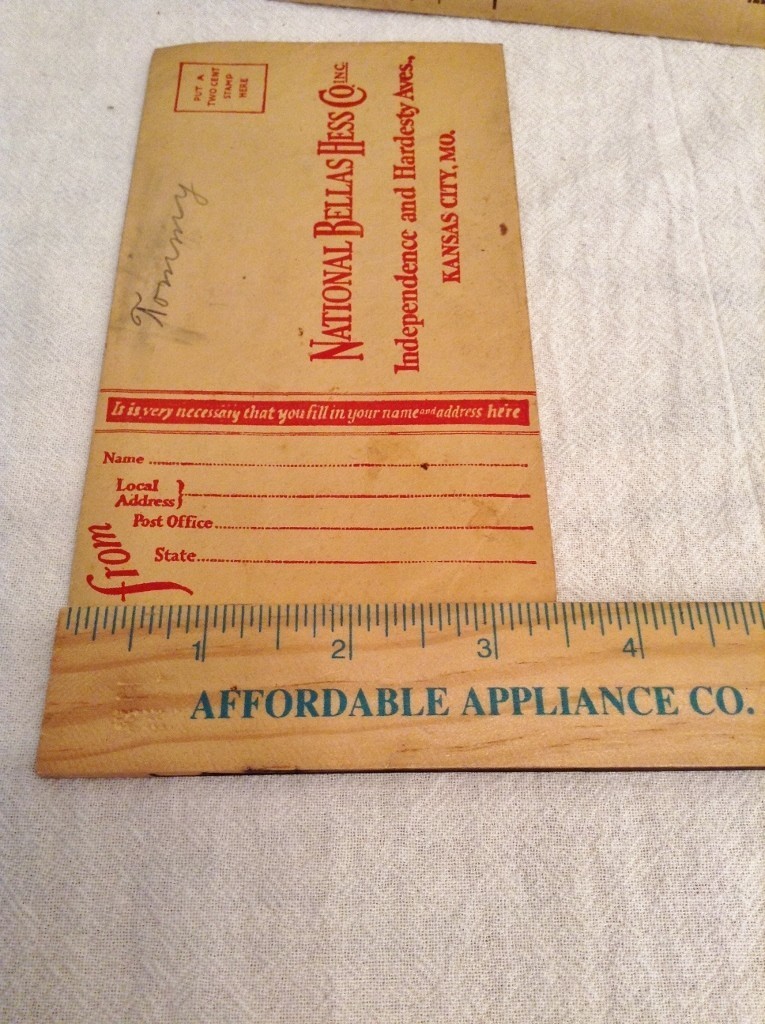 PUT A
TWO CENT
STAMP
HERE
Tommy
NATIONAL BELLAS HESS CO. INC.
Independence and Hardesty Aves.,
KANSAS CITY, MO.
It is very necessary that you fill in your name and address here
from
Name
Local
Address
Post Office
State
1 2 3 4
AFFORDABLE APPLIANCE CO.